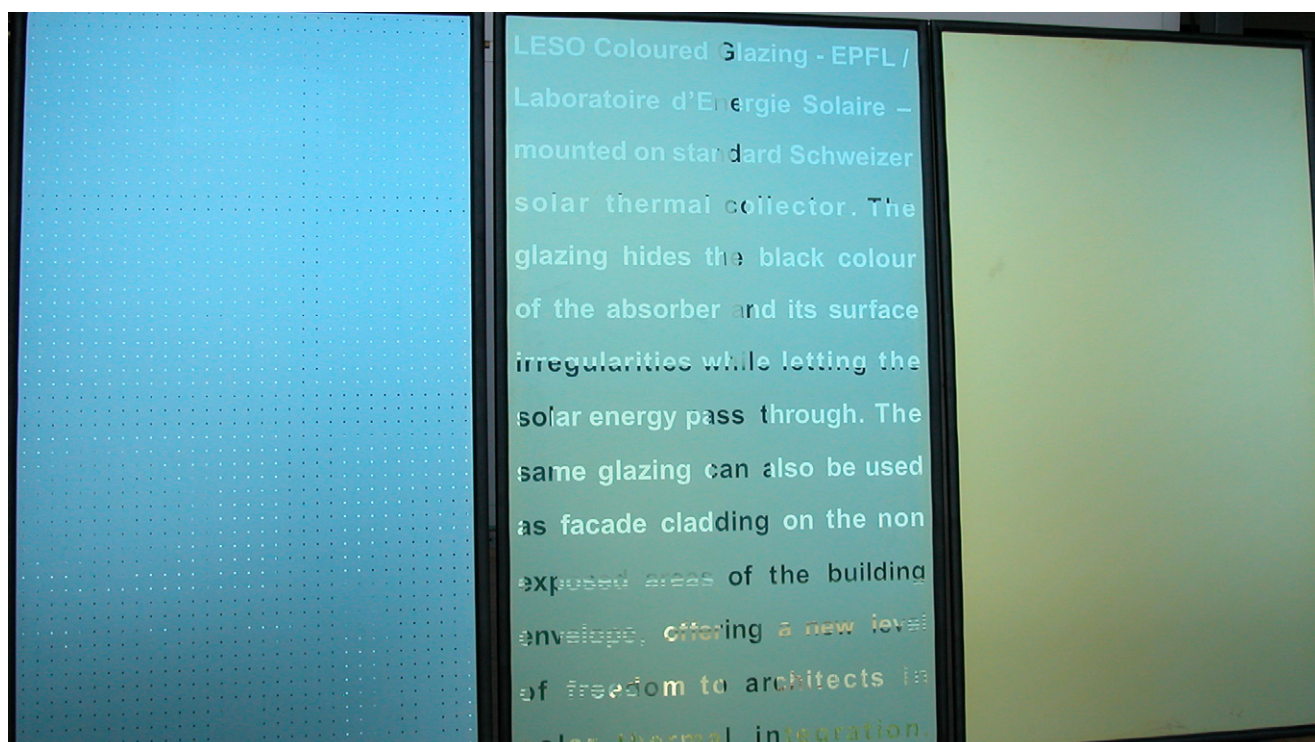 LESO Coloured Glazing - EPFL /
Laboratoire d'Energie Solaire –
mounted on standard Schweizer
solar thermal collector. The
glazing hides the black colour
of the absorber and its surface
irregularities while letting the
solar energy pass through. The
same glazing can also be used
as facade cladding on the non
exposed areas of the building
envelope, offering a new level
of freedom to architects in
solar thermal integration.